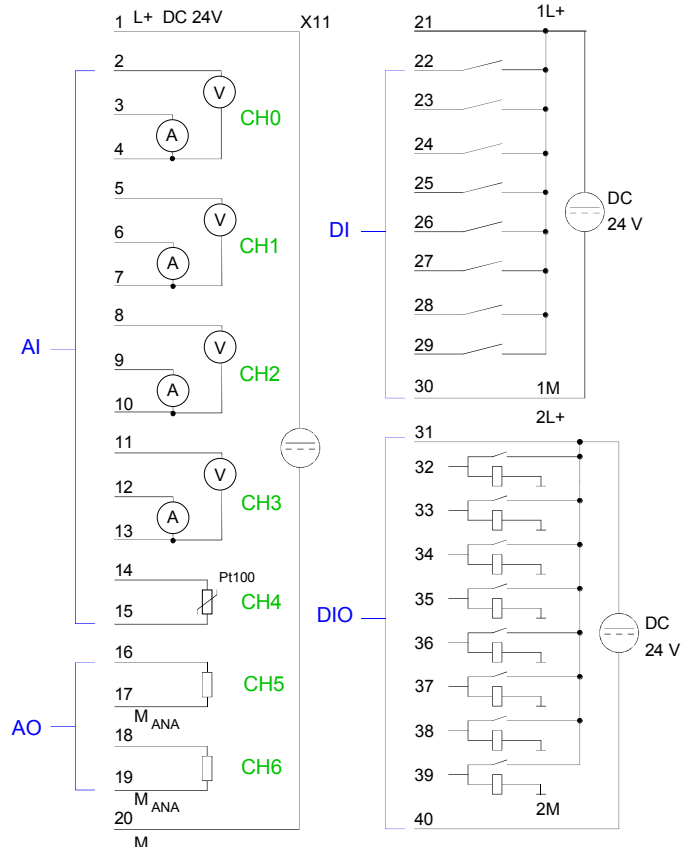 1 L+ DC 24V X11
2
V
3
CH0
A
4
5
V
6
CH1
A
7
8
V
9
CH2
A
10
11
V
12
CH3
A
13
14
Pt100
CH4
15
AI
16
CH5
17
M ANA
18
CH6
19
M ANA
AO
20
M
21 1L+
22
23
24
25
DC
24 V
26
DI
27
28
29
30 1M
2L+
31
32
33
34
35
DIO
DC
24 V
36
37
38
39
2M
40